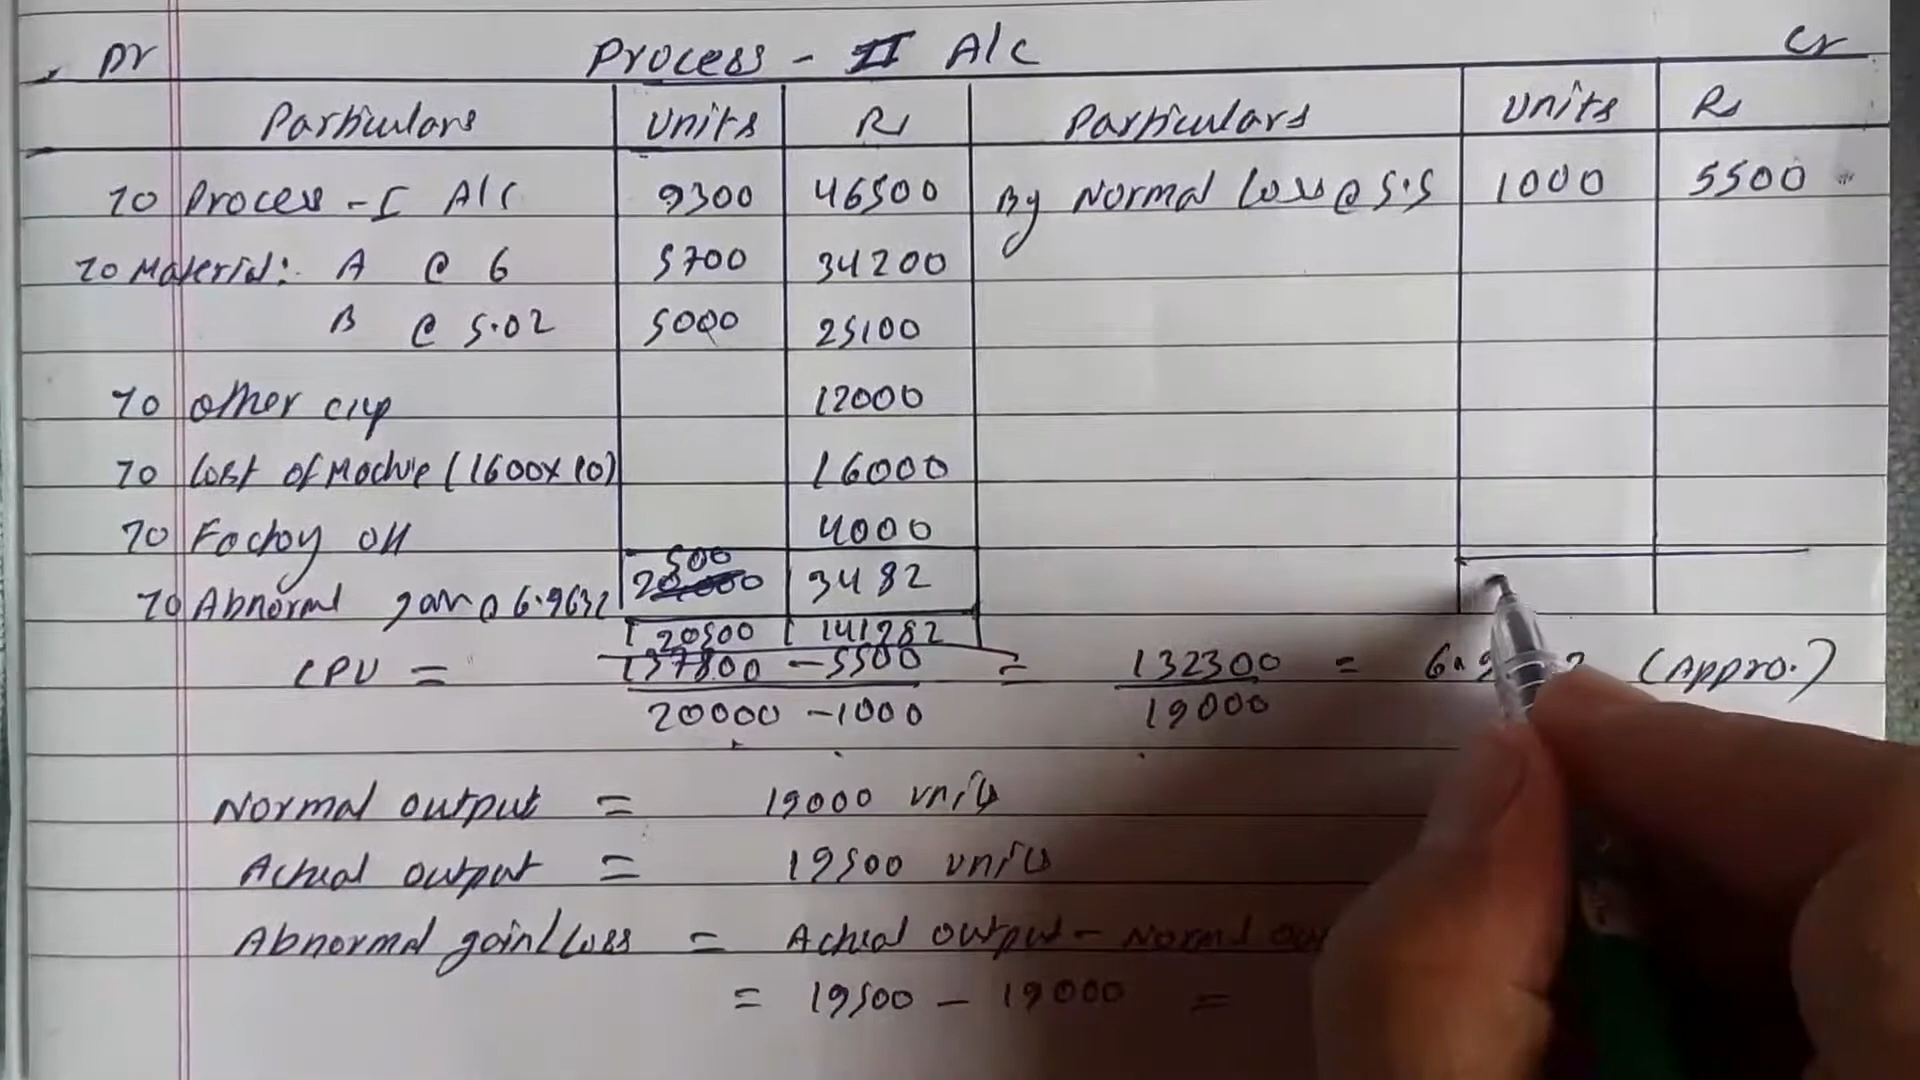 Dr Process - II A/c Cr
Particulars Units Rs Particulars Units Rs
To Process - I A/c 9300 46500 By Normal Loss @ 5.5 1000 5500
To Material: A @ 6 5700 34200
B @ 5.02 5000 25100
To other exp 12000
To Cost of Machine (1600x10) 16000
To Factory OH 4000
To Abnormal gain @ 6.9632 500 3482
20500 141282
CPU = 137800 - 5500 = 132300 = (Appro.)
20000 - 1000 19000
Normal output = 19000 units
Actual output = 19500 units
Abnormal gain/Loss = Actual output - Normal
= 19500 - 19000 =